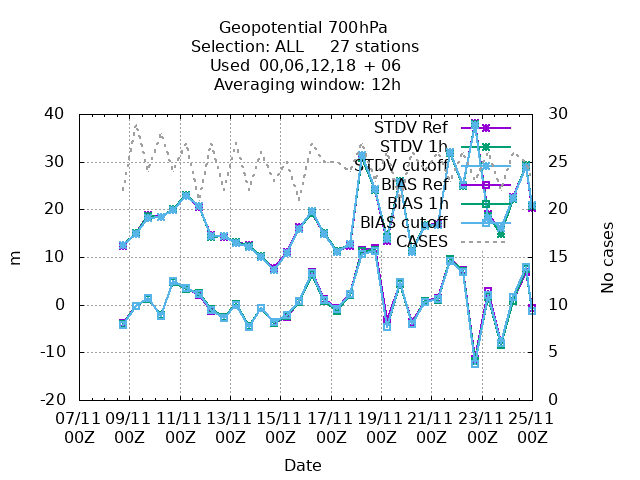 Geopotential 700hPa
Selection: ALL     27 stations
Used 00,06,12,18 + 06
Averaging window: 12h
40
30
20
10
0
-10
-20
m
30
25
20
15
10
5
0
No cases
STDV Ref
STDV 1h
STDV cutoff
BIAS Ref
BIAS 1h
BIAS cutoff
CASES
07/11 09/11 11/11 13/11 15/11 17/11 19/11 21/11 23/11 25/11
00Z 00Z 00Z 00Z 00Z 00Z 00Z 00Z 00Z 00Z
Date